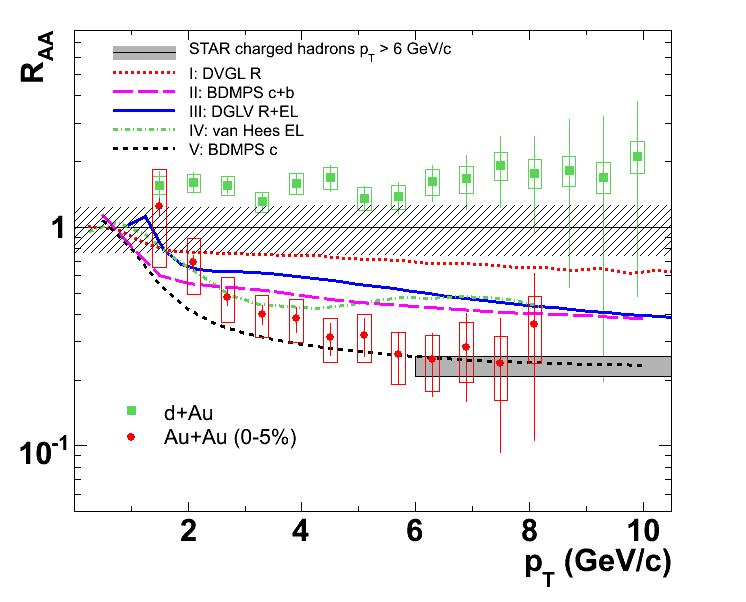 R_AA
STAR charged hadrons p_T > 6 GeV/c
I: DVGL R
II: BDMPS c+b
III: DGLV R+EL
IV: van Hees EL
V: BDMPS c
1
10^-1
d+Au
Au+Au (0-5%)
2 4 6 8 10
p_T (GeV/c)